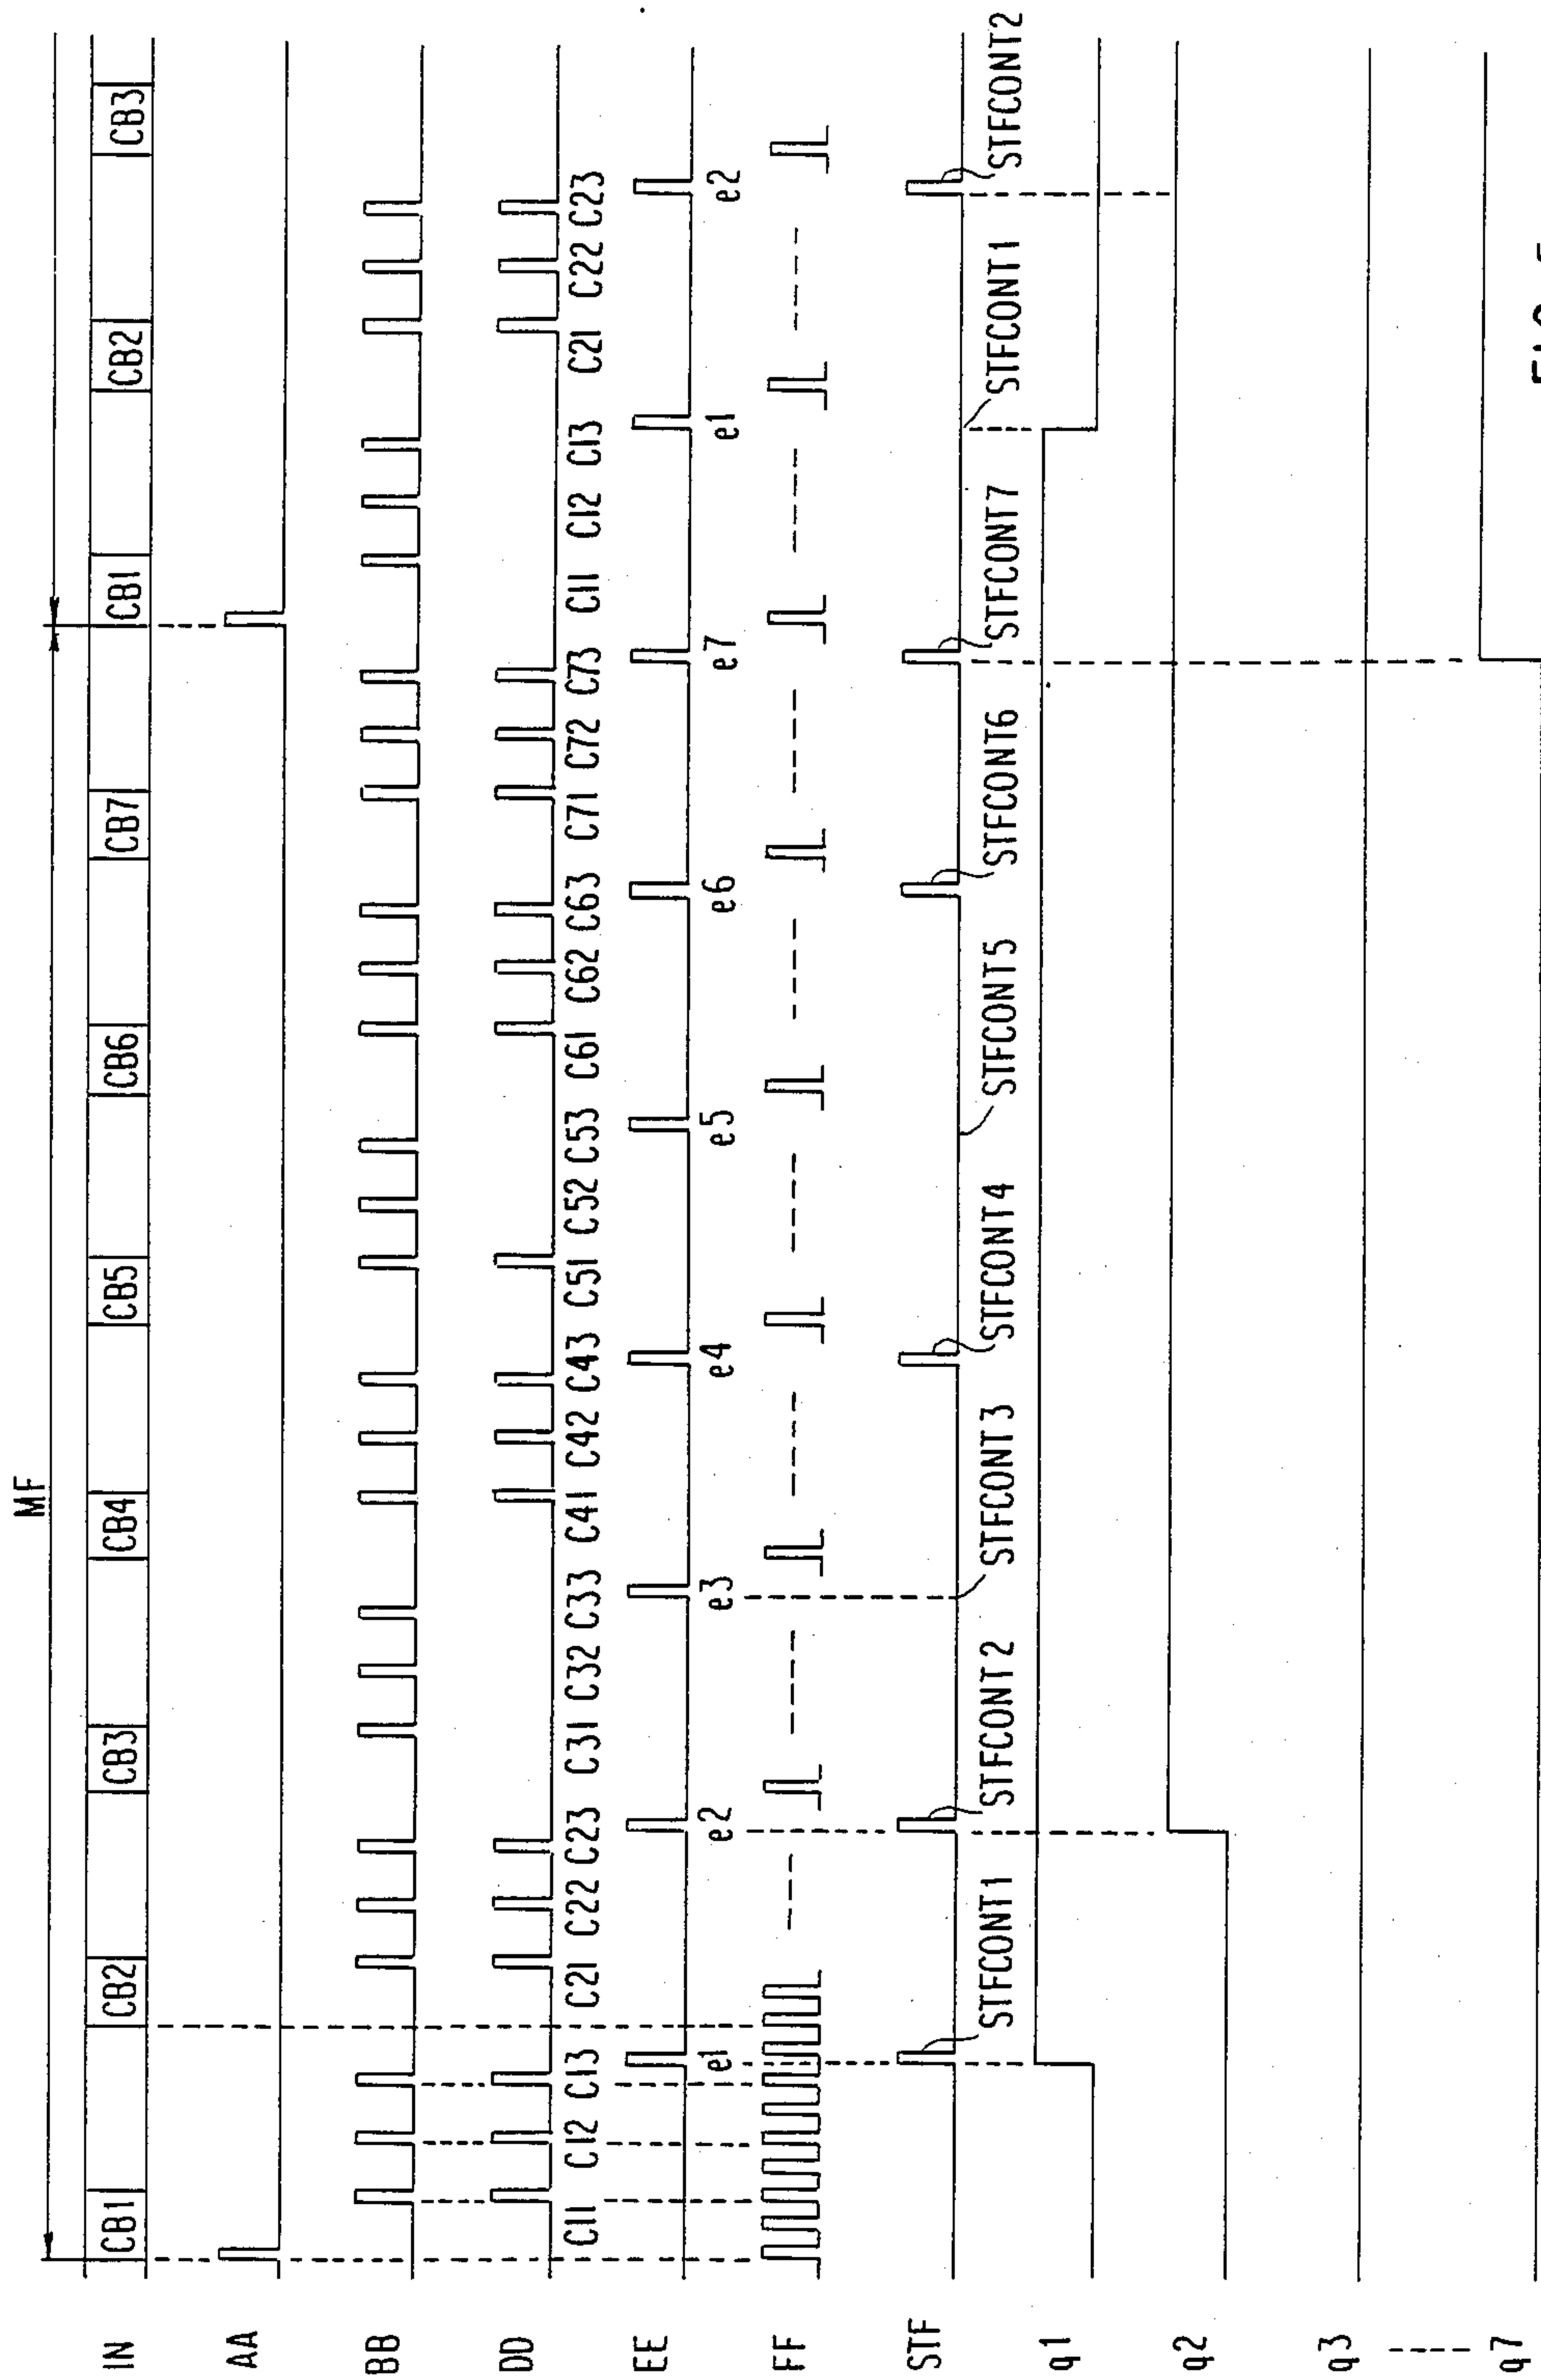 MF
IN CB1 CB2 CB3 CB4 CB5 CB6 CB7 CB1 CB2 CB3
AA
BB
DD
C11 C12 C13 C21 C22 C23 C31 C32 C33 C41 C42 C43 C51 C52 C53 C61 C62 C63 C71 C72 C73 C11 C12 C13 C21 C22 C23
EE
e1 e2 e3 e4 e5 e6 e7 e1 e2
FF
STF
STFCONT1 STFCONT2 STFCONT3 STFCONT4 STFCONT5 STFCONT6 STFCONT7 STFCONT1 STFCONT2
q1
q2
q3
q7